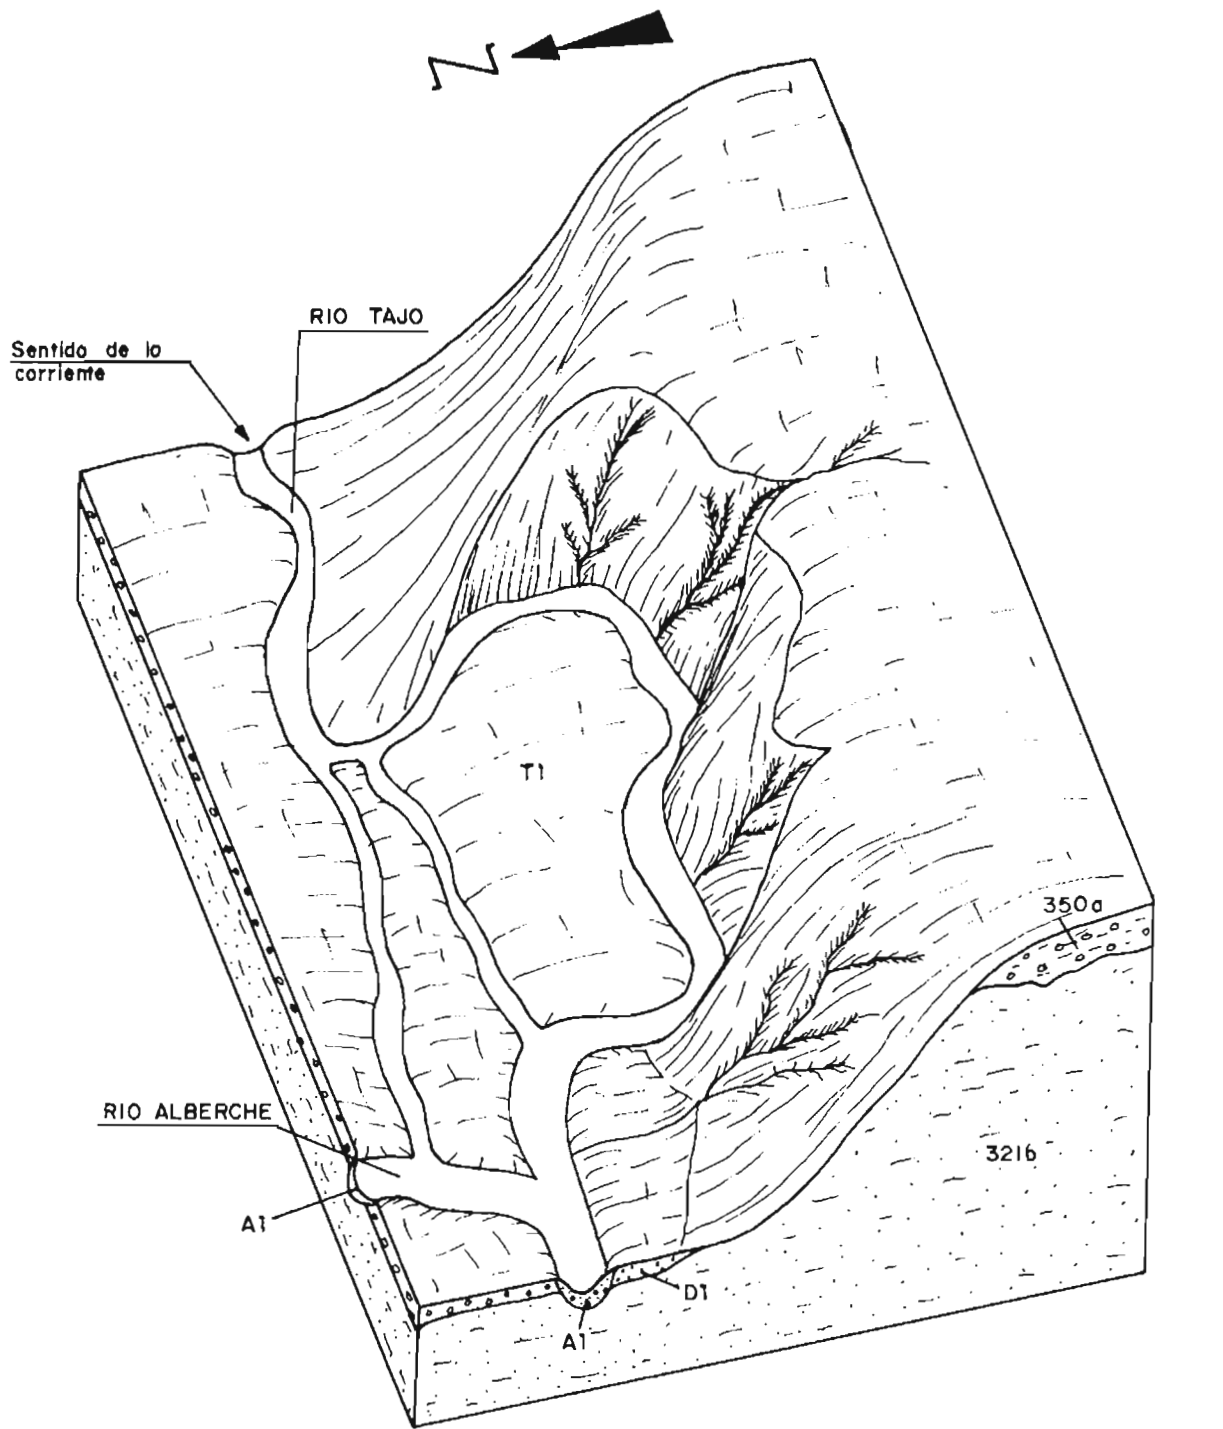 N
RIO TAJO
Sentido de la
corriente
T1
350a
RIO ALBERCHE
3216
A1
D1
A1